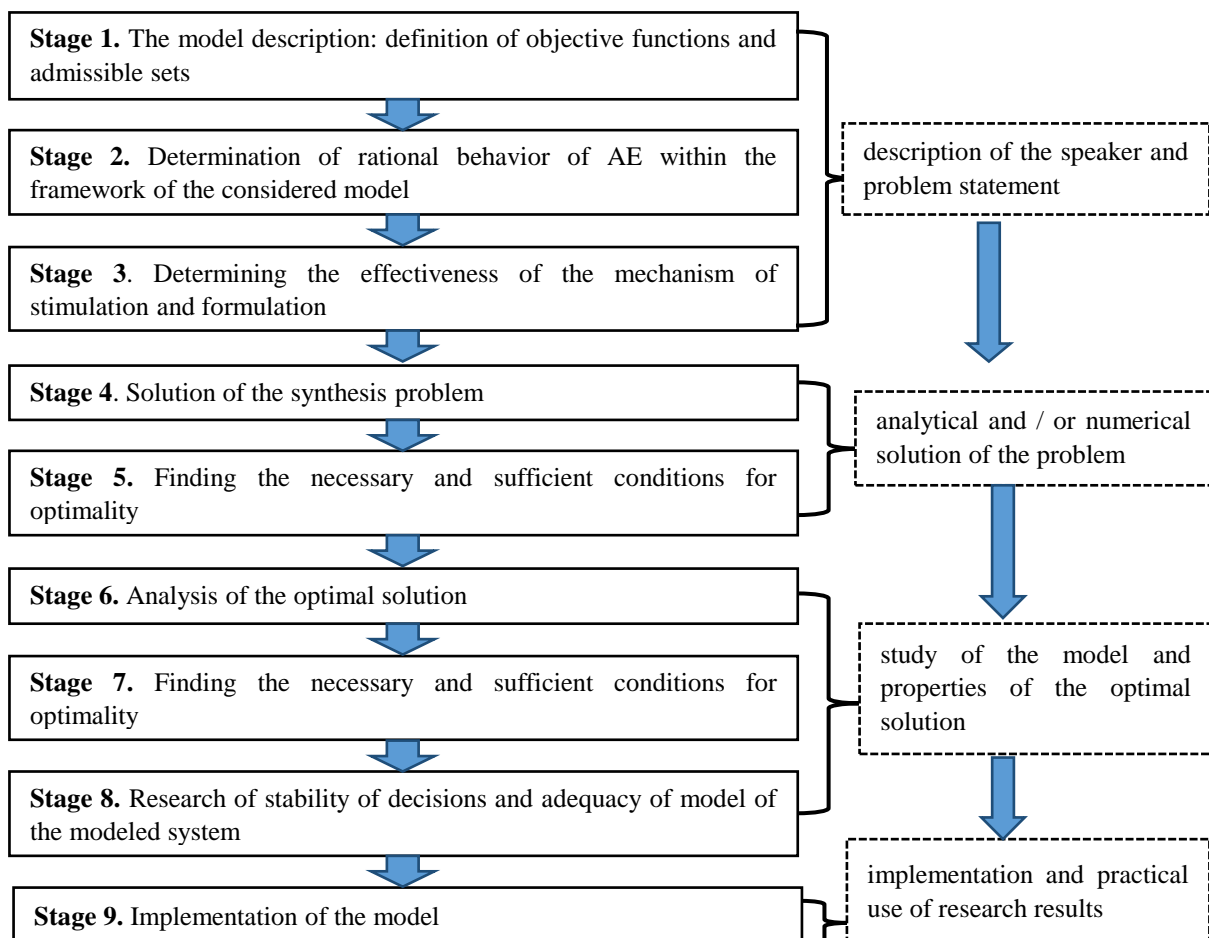 Stage 1. The model description: definition of objective functions and
admissible sets
Stage 2. Determination of rational behavior of AE within the
framework of the considered model
description of the speaker and
problem statement
Stage 3. Determining the effectiveness of the mechanism of
stimulation and formulation
Stage 4. Solution of the synthesis problem
Stage 5. Finding the necessary and sufficient conditions for
optimality
analytical and / or numerical
solution of the problem
Stage 6. Analysis of the optimal solution
Stage 7. Finding the necessary and sufficient conditions for
optimality
Stage 8. Research of stability of decisions and adequacy of model of
the modeled system
study of the model and
properties of the optimal
solution
Stage 9. Implementation of the model
implementation and practical
use of research results